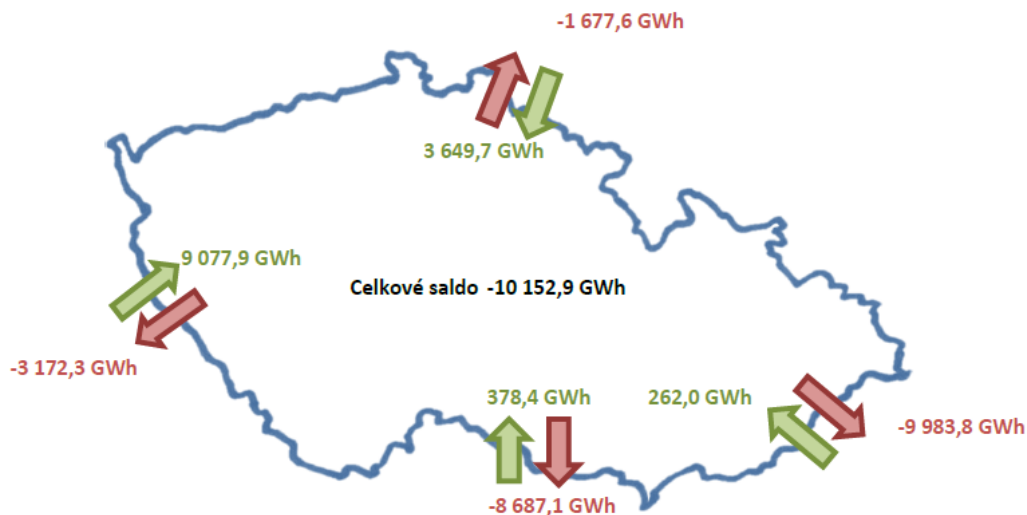 -1 677,6 GWh
3 649,7 GWh
9 077,9 GWh
Celkové saldo -10 152,9 GWh
-3 172,3 GWh
378,4 GWh
262,0 GWh
-9 983,8 GWh
-8 687,1 GWh